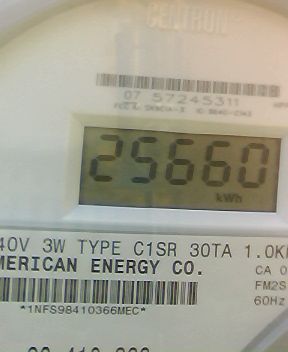 CENTRON
07 57245311
25660
kWh
40V 3W TYPE C1SR 30TA 1.0K
MERICAN ENERGY CO.
CA 0
FM2S
60Hz
*1NFS98410366MEC*